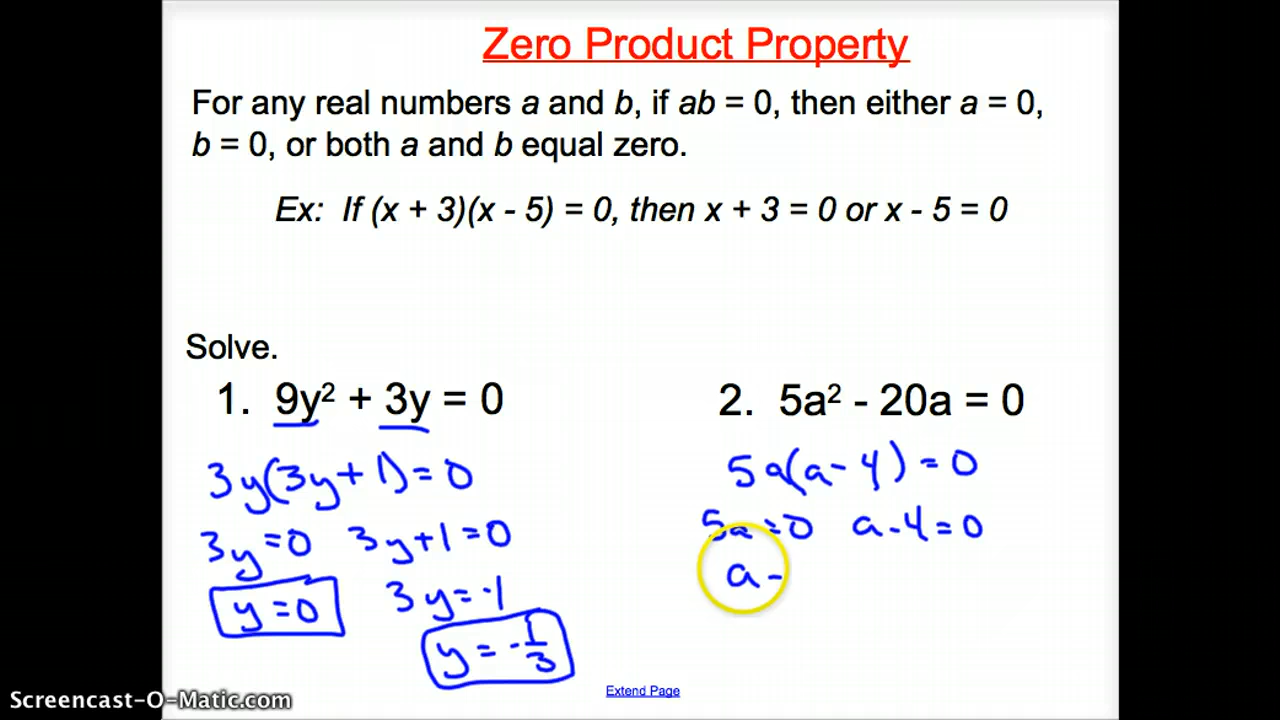 Zero Product Property
For any real numbers a and b, if ab = 0, then either a = 0,
b = 0, or both a and b equal zero.
Ex: If (x + 3)(x - 5) = 0, then x + 3 = 0 or x - 5 = 0
Solve.
1. 9y² + 3y = 0
3y(3y+1)=0
3y=0 3y+1=0
y=0 3y=-1
y=-1/3
2. 5a² - 20a = 0
5a(a-4)=0
5a=0 a-4=0
a -
Extend Page
Screencast-O-Matic.com